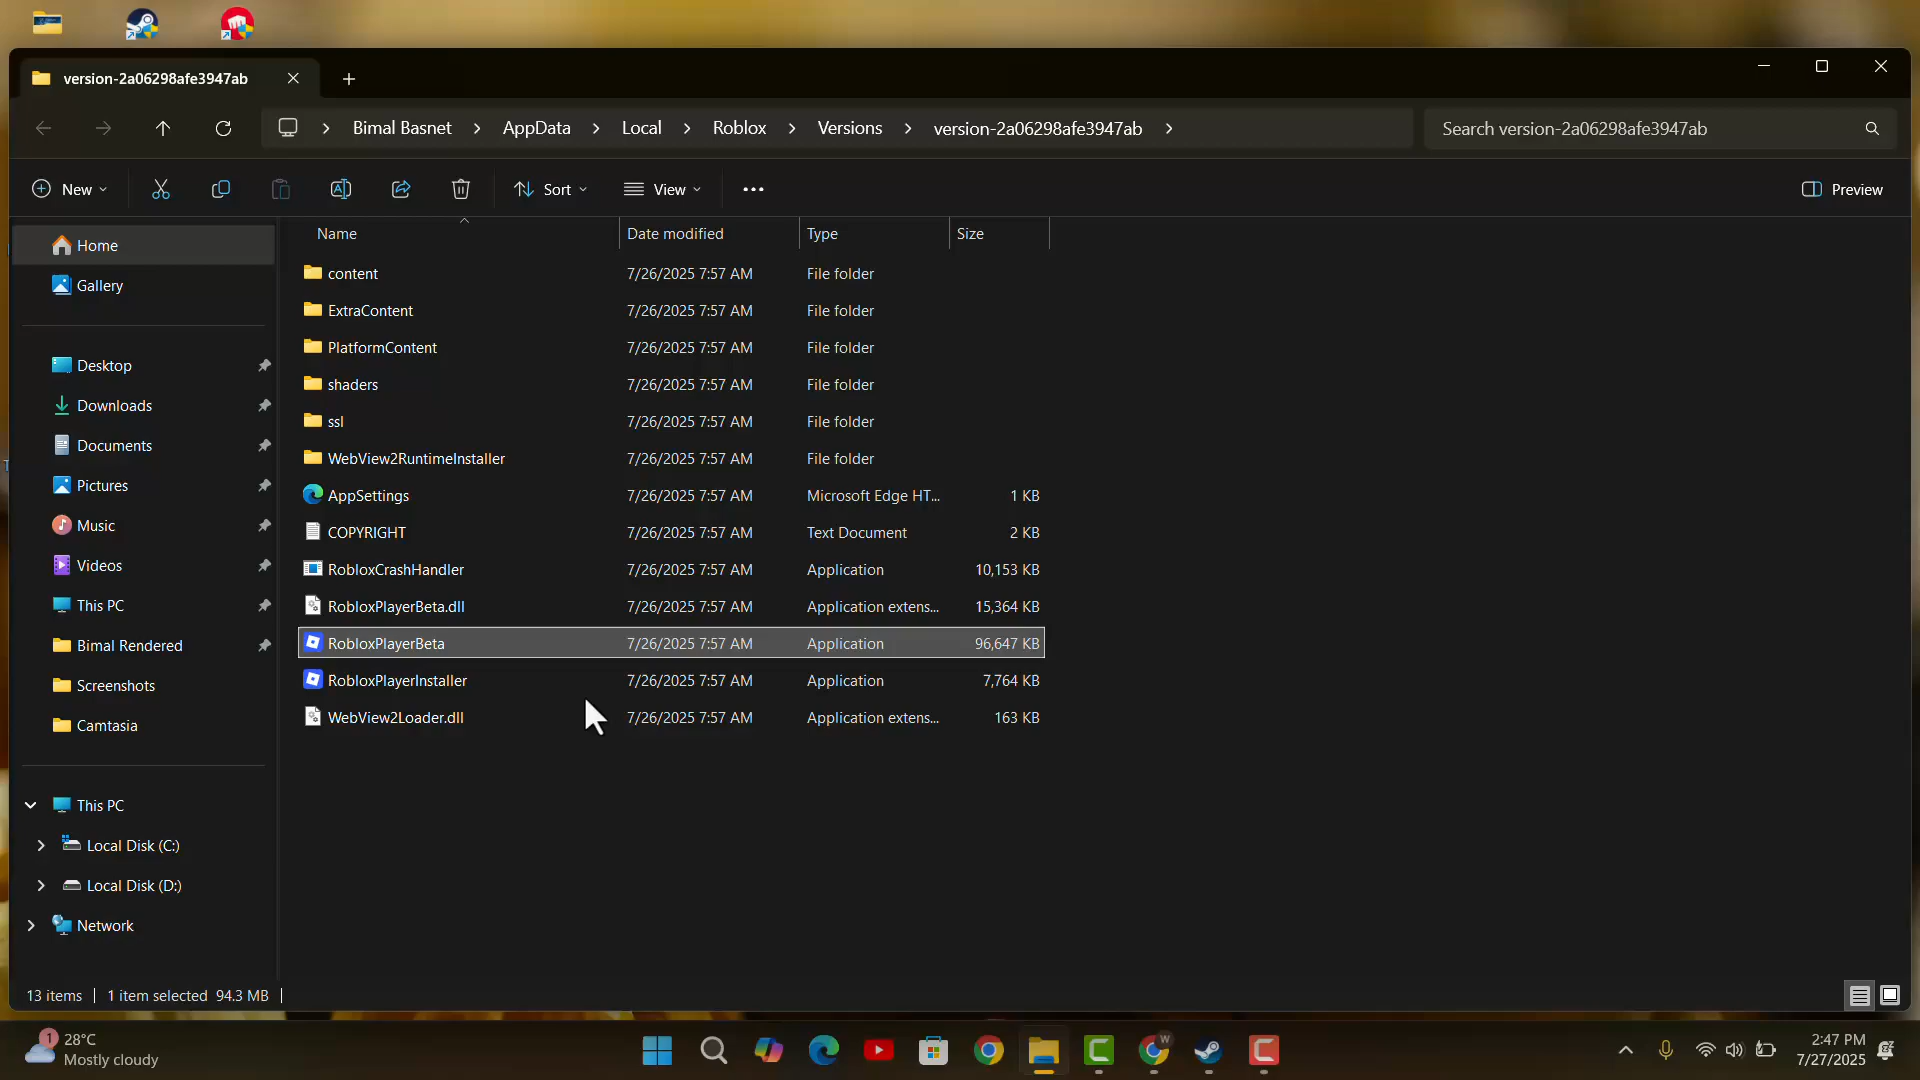 version-2a06298afe3947ab
Bimal Basnet > AppData > Local > Roblox > Versions > version-2a06298afe3947ab >
Search version-2a06298afe3947ab
New
Sort
View
Preview
Name Date modified Type Size
Home
Gallery
Desktop
Downloads
Documents
Pictures
Music
Videos
This PC
Bimal Rendered
Screenshots
Camtasia
This PC
Local Disk (C:)
Local Disk (D:)
Network
content 7/26/2025 7:57 AM File folder
ExtraContent 7/26/2025 7:57 AM File folder
PlatformContent 7/26/2025 7:57 AM File folder
shaders 7/26/2025 7:57 AM File folder
ssl 7/26/2025 7:57 AM File folder
WebView2RuntimeInstaller 7/26/2025 7:57 AM File folder
AppSettings 7/26/2025 7:57 AM Microsoft Edge HT... 1 KB
COPYRIGHT 7/26/2025 7:57 AM Text Document 2 KB
RobloxCrashHandler 7/26/2025 7:57 AM Application 10,153 KB
RobloxPlayerBeta.dll 7/26/2025 7:57 AM Application extens... 15,364 KB
RobloxPlayerBeta 7/26/2025 7:57 AM Application 96,647 KB
RobloxPlayerInstaller 7/26/2025 7:57 AM Application 7,764 KB
WebView2Loader.dll 7/26/2025 7:57 AM Application extens... 163 KB
13 items | 1 item selected 94.3 MB |
1
28°C
Mostly cloudy
W
2:47 PM
7/27/2025